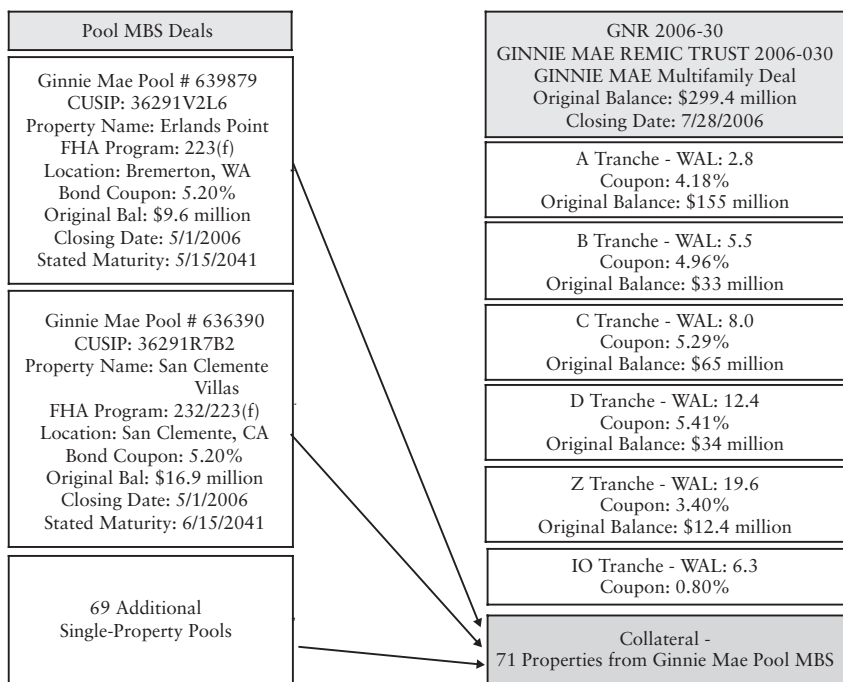 Pool MBS Deals
Ginnie Mae Pool # 639879
CUSIP: 36291V2L6
Property Name: Erlands Point
FHA Program: 223(f)
Location: Bremerton, WA
Bond Coupon: 5.20%
Original Bal: $9.6 million
Closing Date: 5/1/2006
Stated Maturity: 5/15/2041
Ginnie Mae Pool # 636390
CUSIP: 36291R7B2
Property Name: San Clemente
Villas
FHA Program: 232/223(f)
Location: San Clemente, CA
Bond Coupon: 5.20%
Original Bal: $16.9 million
Closing Date: 5/1/2006
Stated Maturity: 6/15/2041
69 Additional
Single-Property Pools
GNR 2006-30
GINNIE MAE REMIC TRUST 2006-030
GINNIE MAE Multifamily Deal
Original Balance: $299.4 million
Closing Date: 7/28/2006
A Tranche - WAL: 2.8
Coupon: 4.18%
Original Balance: $155 million
B Tranche - WAL: 5.5
Coupon: 4.96%
Original Balance: $33 million
C Tranche - WAL: 8.0
Coupon: 5.29%
Original Balance: $65 million
D Tranche - WAL: 12.4
Coupon: 5.41%
Original Balance: $34 million
Z Tranche - WAL: 19.6
Coupon: 3.40%
Original Balance: $12.4 million
IO Tranche - WAL: 6.3
Coupon: 0.80%
Collateral -
71 Properties from Ginnie Mae Pool MBS